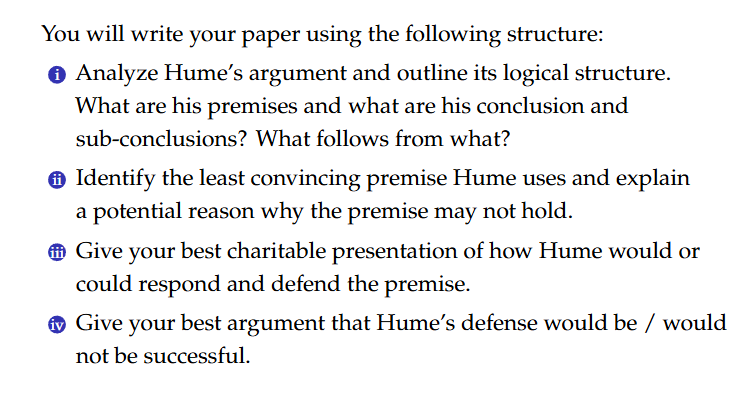 You will write your paper using the following structure:
i Analyze Hume’s argument and outline its logical structure.
What are his premises and what are his conclusion and
sub-conclusions? What follows from what?
ii Identify the least convincing premise Hume uses and explain
a potential reason why the premise may not hold.
iii Give your best charitable presentation of how Hume would or
could respond and defend the premise.
iv Give your best argument that Hume’s defense would be / would
not be successful.